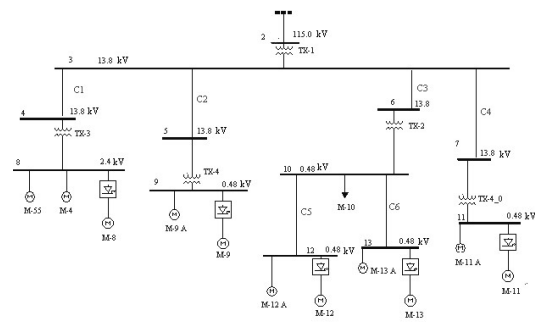 2
115.0 kV
TX-1
3
13.8 kV
C1
C2
C3
C4
4
13.8 kV
TX-3
5
13.8 kV
TX-4
6
13.8
TX-2
7
13.8 kV
TX-4_0
8
2.4 kV
M-55
M-4
M-8
9
0.48 kV
M-9 A
M-9
10
0.48 kV
M-10
C5
C6
11
0.48 kV
M-11 A
M-11
12
0.48 kV
M-12 A
M-12
13
0.48 kV
M-13 A
M-13
M
M
M
M
M
M
M
M
M
M
M